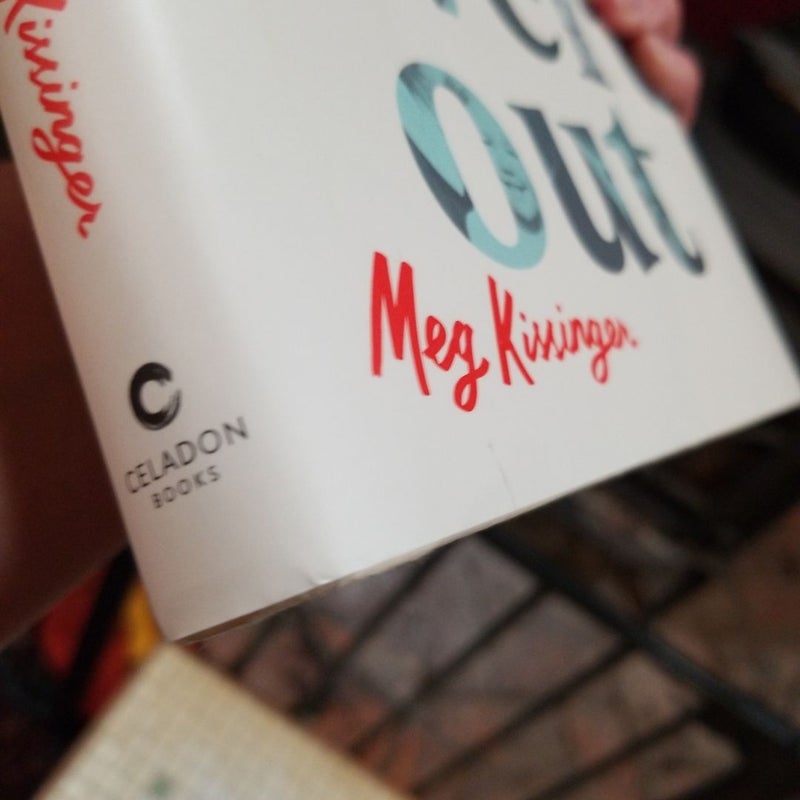 Out
Meg Kissinger
Kissinger
CELADON
BOOKS